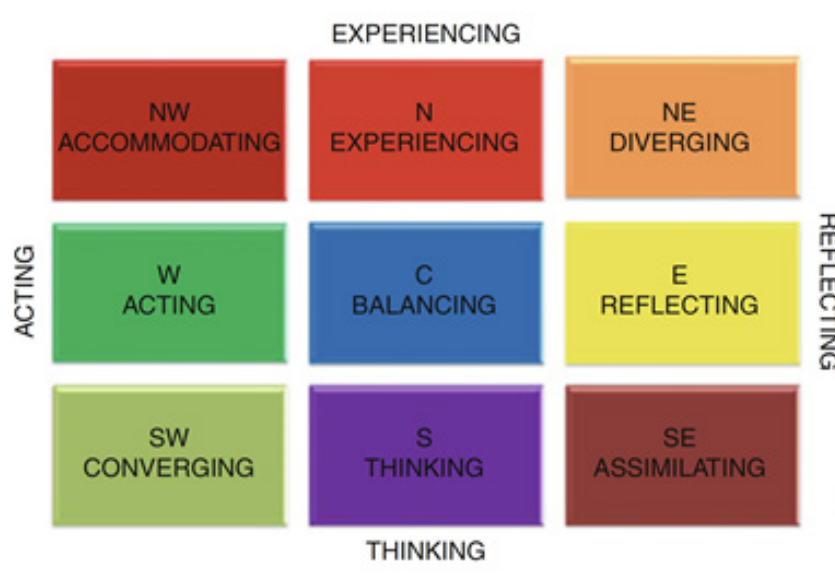 EXPERIENCING
NW
ACCOMMODATING
N
EXPERIENCING
NE
DIVERGING
ACTING
W
ACTING
C
BALANCING
E
REFLECTING
REFLECTING
SW
CONVERGING
S
THINKING
SE
ASSIMILATING
THINKING